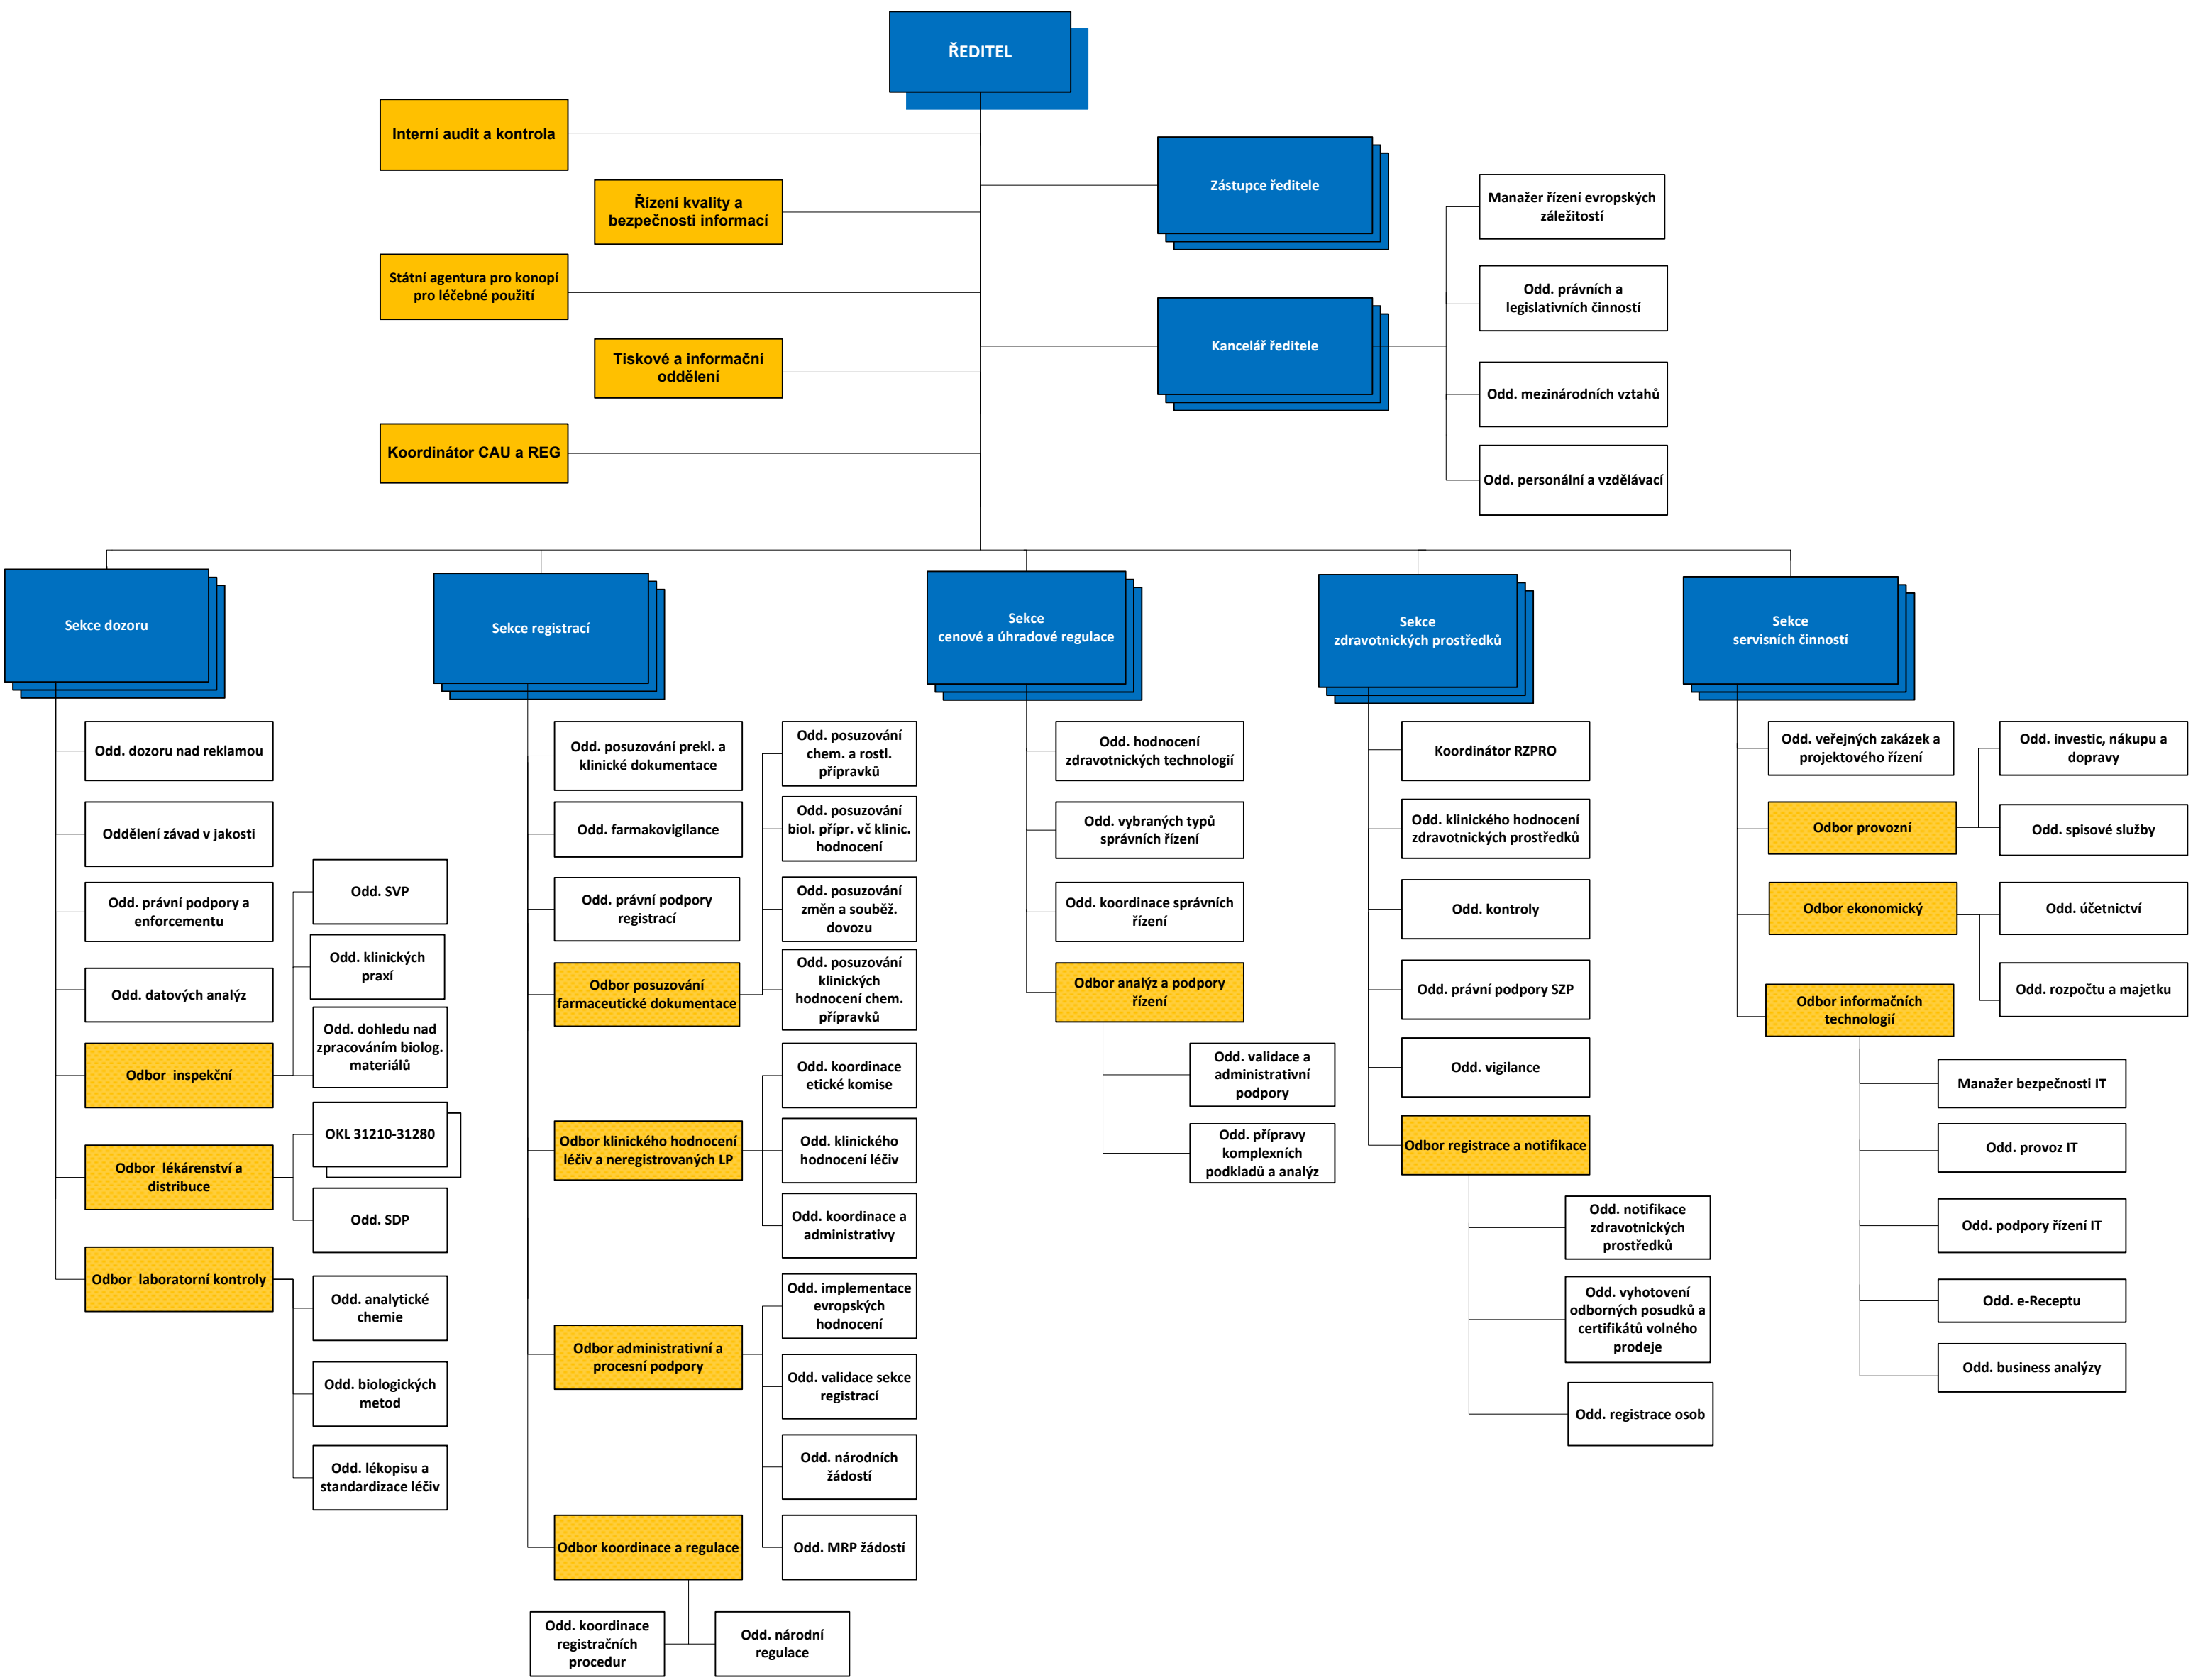 ŘEDITEL
Interní audit a kontrola
Řízení kvality a
bezpečnosti informací
Státní agentura pro konopí
pro léčebné použití
Tiskové a informační
oddělení
Koordinátor CAU a REG
Zástupce ředitele
Kancelář ředitele
Manažer řízení evropských
záležitostí
Odd. právních a
legislativních činností
Odd. mezinárodních vztahů
Odd. personální a vzdělávací
Sekce dozoru
Odd. dozoru nad reklamou
Oddělení závad v jakosti
Odd. právní podpory a
enforcementu
Odd. datových analýz
Odbor  inspekční
Odd. SVP
Odd. klinických
praxí
Odd. dohledu nad
zpracováním biolog.
materiálů
Odbor  lékárenství a
distribuce
OKL 31210-31280
Odd. SDP
Odbor  laboratorní kontroly
Odd. analytické
chemie
Odd. biologických
metod
Odd. lékopisu a
standardizace léčiv
Sekce registrací
Odd. posuzování prekl. a
klinické dokumentace
Odd. farmakovigilance
Odd. právní podpory
registrací
Odbor posuzování
farmaceutické dokumentace
Odd. posuzování
chem. a rostl.
přípravků
Odd. posuzování
biol. přípr. vč klinic.
hodnocení
Odd. posuzování
změn a souběž.
dovozu
Odd. posuzování
klinických
hodnocení chem.
přípravků
Odbor klinického hodnocení
léčiv a neregistrovaných LP
Odd. koordinace
etické komise
Odd. klinického
hodnocení léčiv
Odd. koordinace a
administrativy
Odbor administrativní a
procesní podpory
Odd. implementace
evropských
hodnocení
Odd. validace sekce
registrací
Odd. národních
žádostí
Odd. MRP žádostí
Odbor koordinace a regulace
Odd. koordinace
registračních
procedur
Odd. národní
regulace
Sekce
cenové a úhradové regulace
Odd. hodnocení
zdravotnických technologií
Odd. vybraných typů
správních řízení
Odd. koordinace správních
řízení
Odbor analýz a podpory
řízení
Odd. validace a
administrativní
podpory
Odd. přípravy
komplexních
podkladů a analýz
Sekce
zdravotnických prostředků
Koordinátor RZPRO
Odd. klinického hodnocení
zdravotnických prostředků
Odd. kontroly
Odd. právní podpory SZP
Odd. vigilance
Odbor registrace a notifikace
Odd. notifikace
zdravotnických
prostředků
Odd. vyhotovení
odborných posudků a
certifikátů volného
prodeje
Odd. registrace osob
Sekce
servisních činností
Odd. veřejných zakázek a
projektového řízení
Odbor provozní
Odd. investic, nákupu a
dopravy
Odd. spisové služby
Odbor ekonomický
Odd. účetnictví
Odd. rozpočtu a majetku
Odbor informačních
technologií
Manažer bezpečnosti IT
Odd. provoz IT
Odd. podpory řízení IT
Odd. e-Receptu
Odd. business analýzy